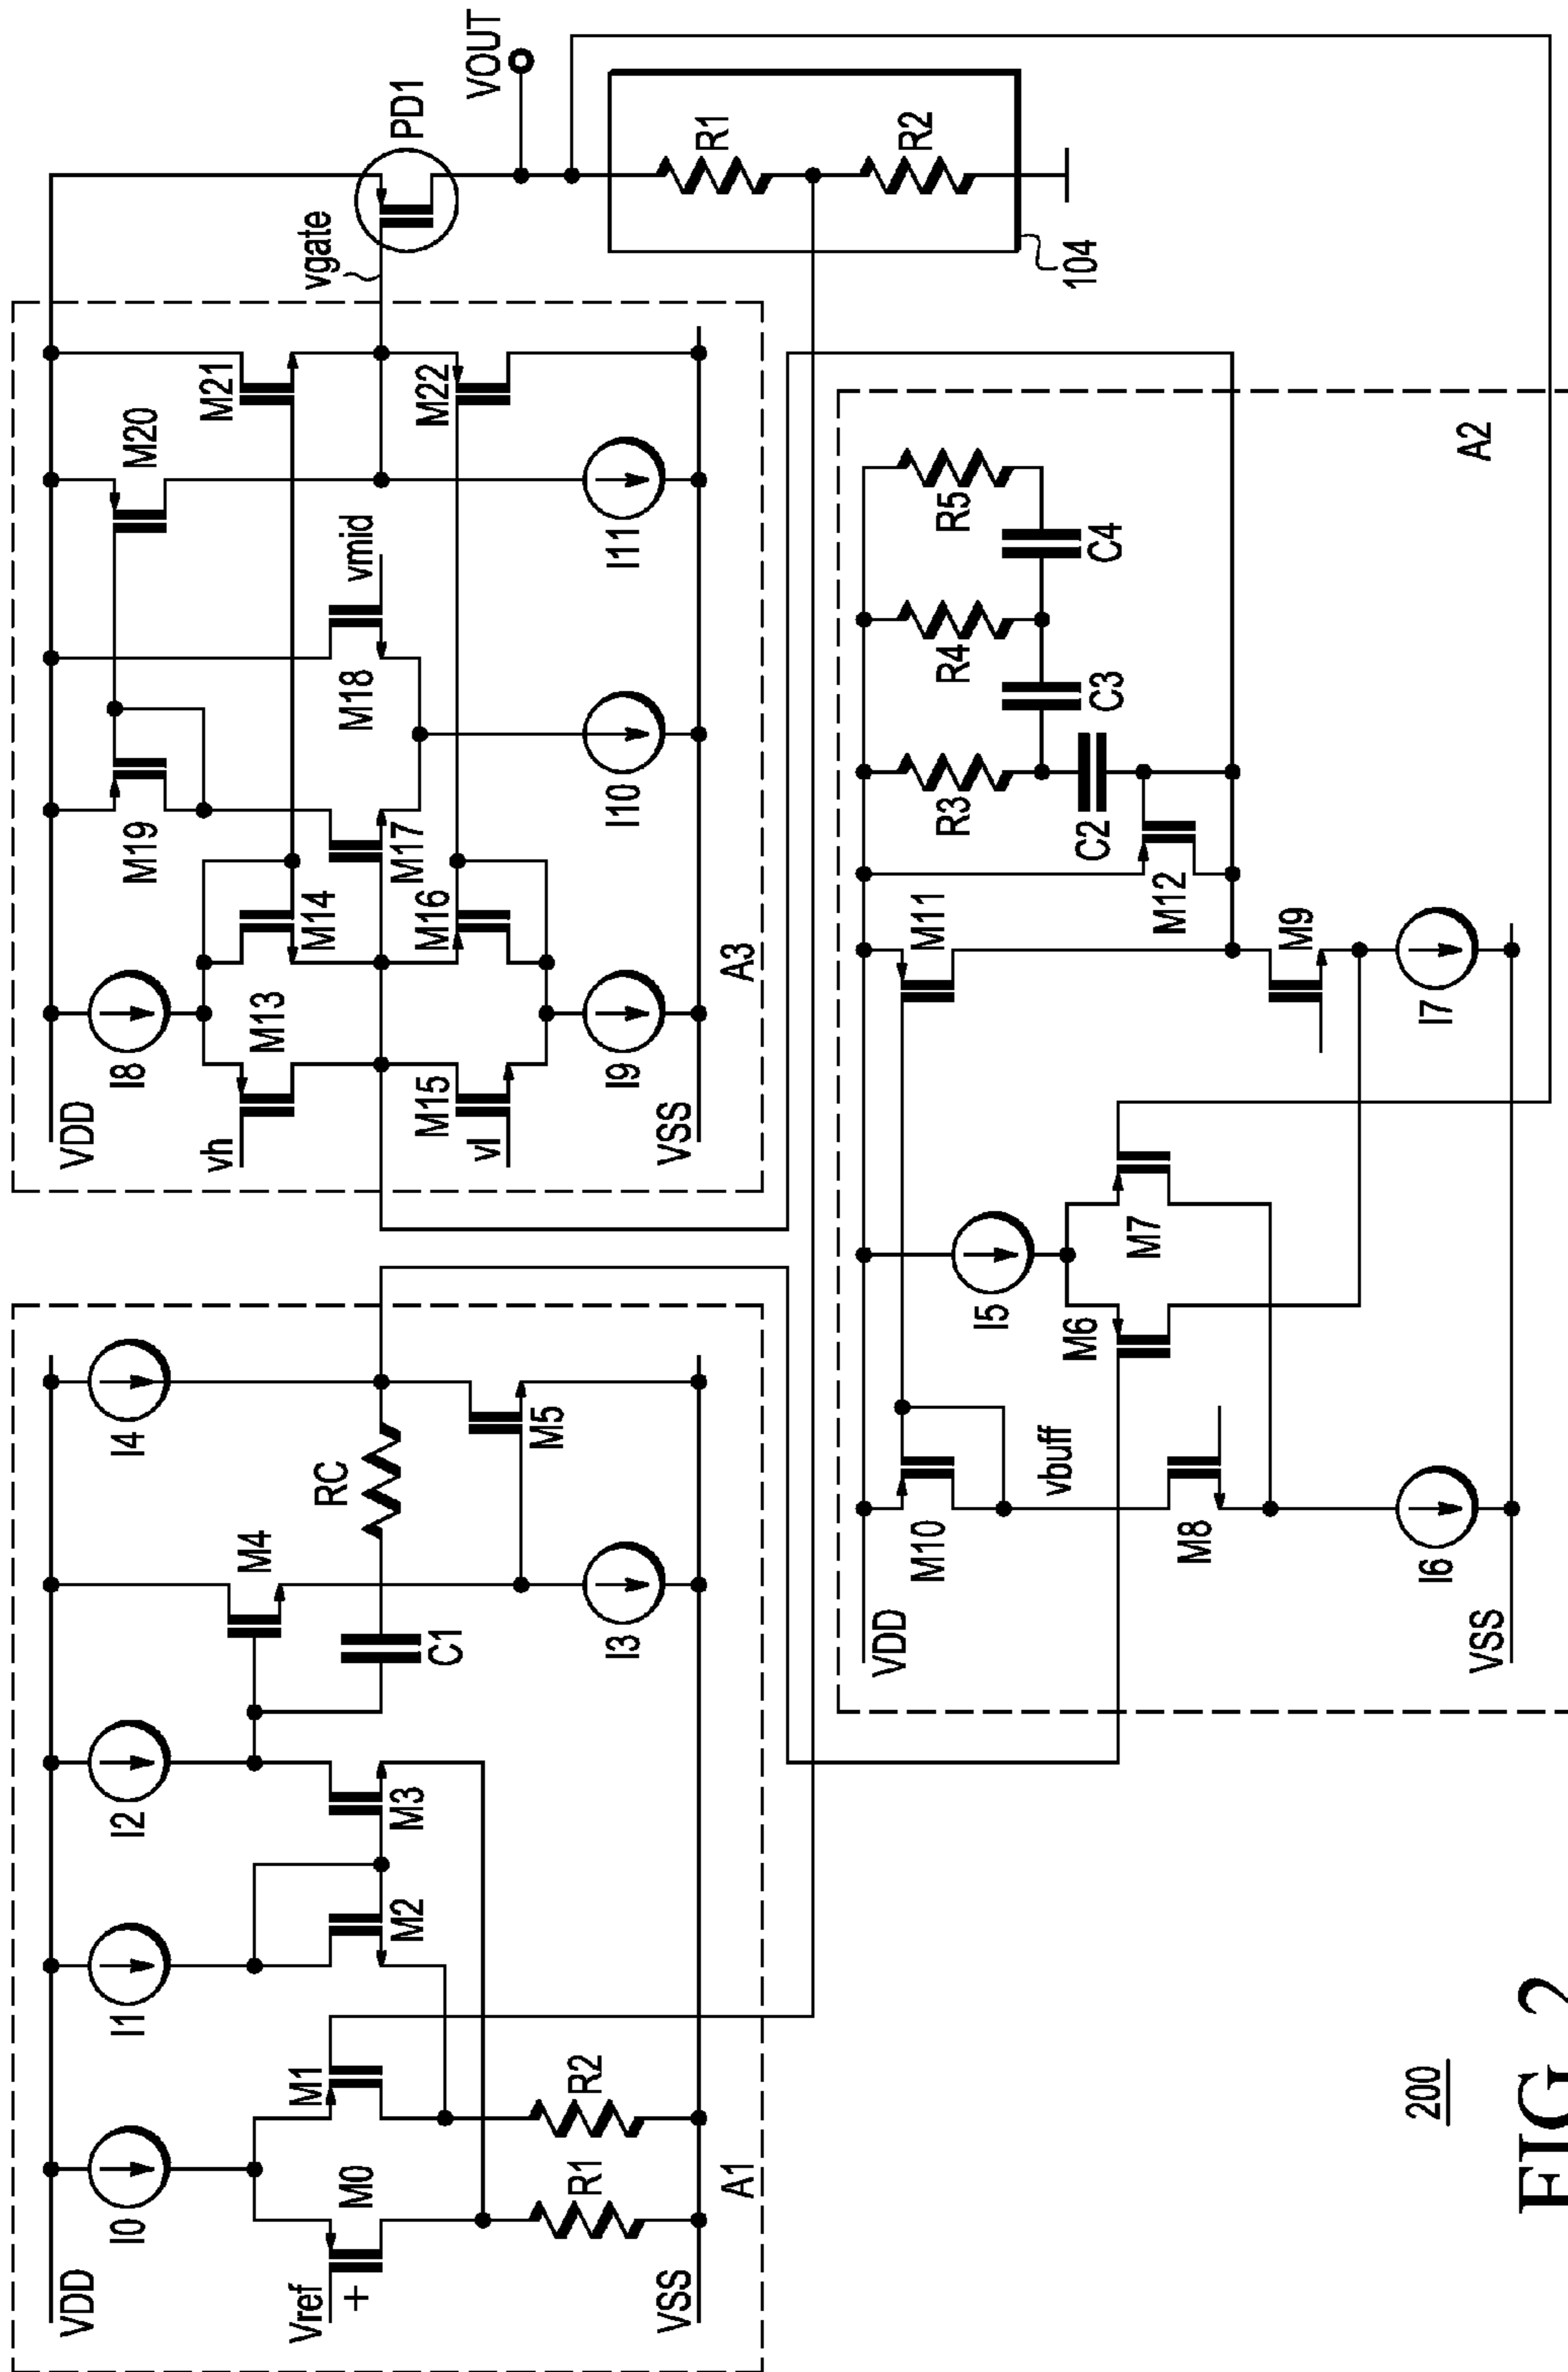 VDD
I0
I1
I2
I4
Vref
+
M0
M1
M2
M3
M4
C1
RC
M5
R1
R2
I3
VSS
A1
VDD
I8
vh
M13
M14
M19
M20
M21
M15
vl
M16
M17
M18
vmid
M22
I9
I10
I11
VSS
A3
vgate
PD1
VOUT
R1
R2
104
VDD
M10
vbuff
M8
I6
I5
M6
M7
M11
M12
M9
I7
R3
R4
R5
C2
C3
C4
VSS
A2
200
FIG. 2